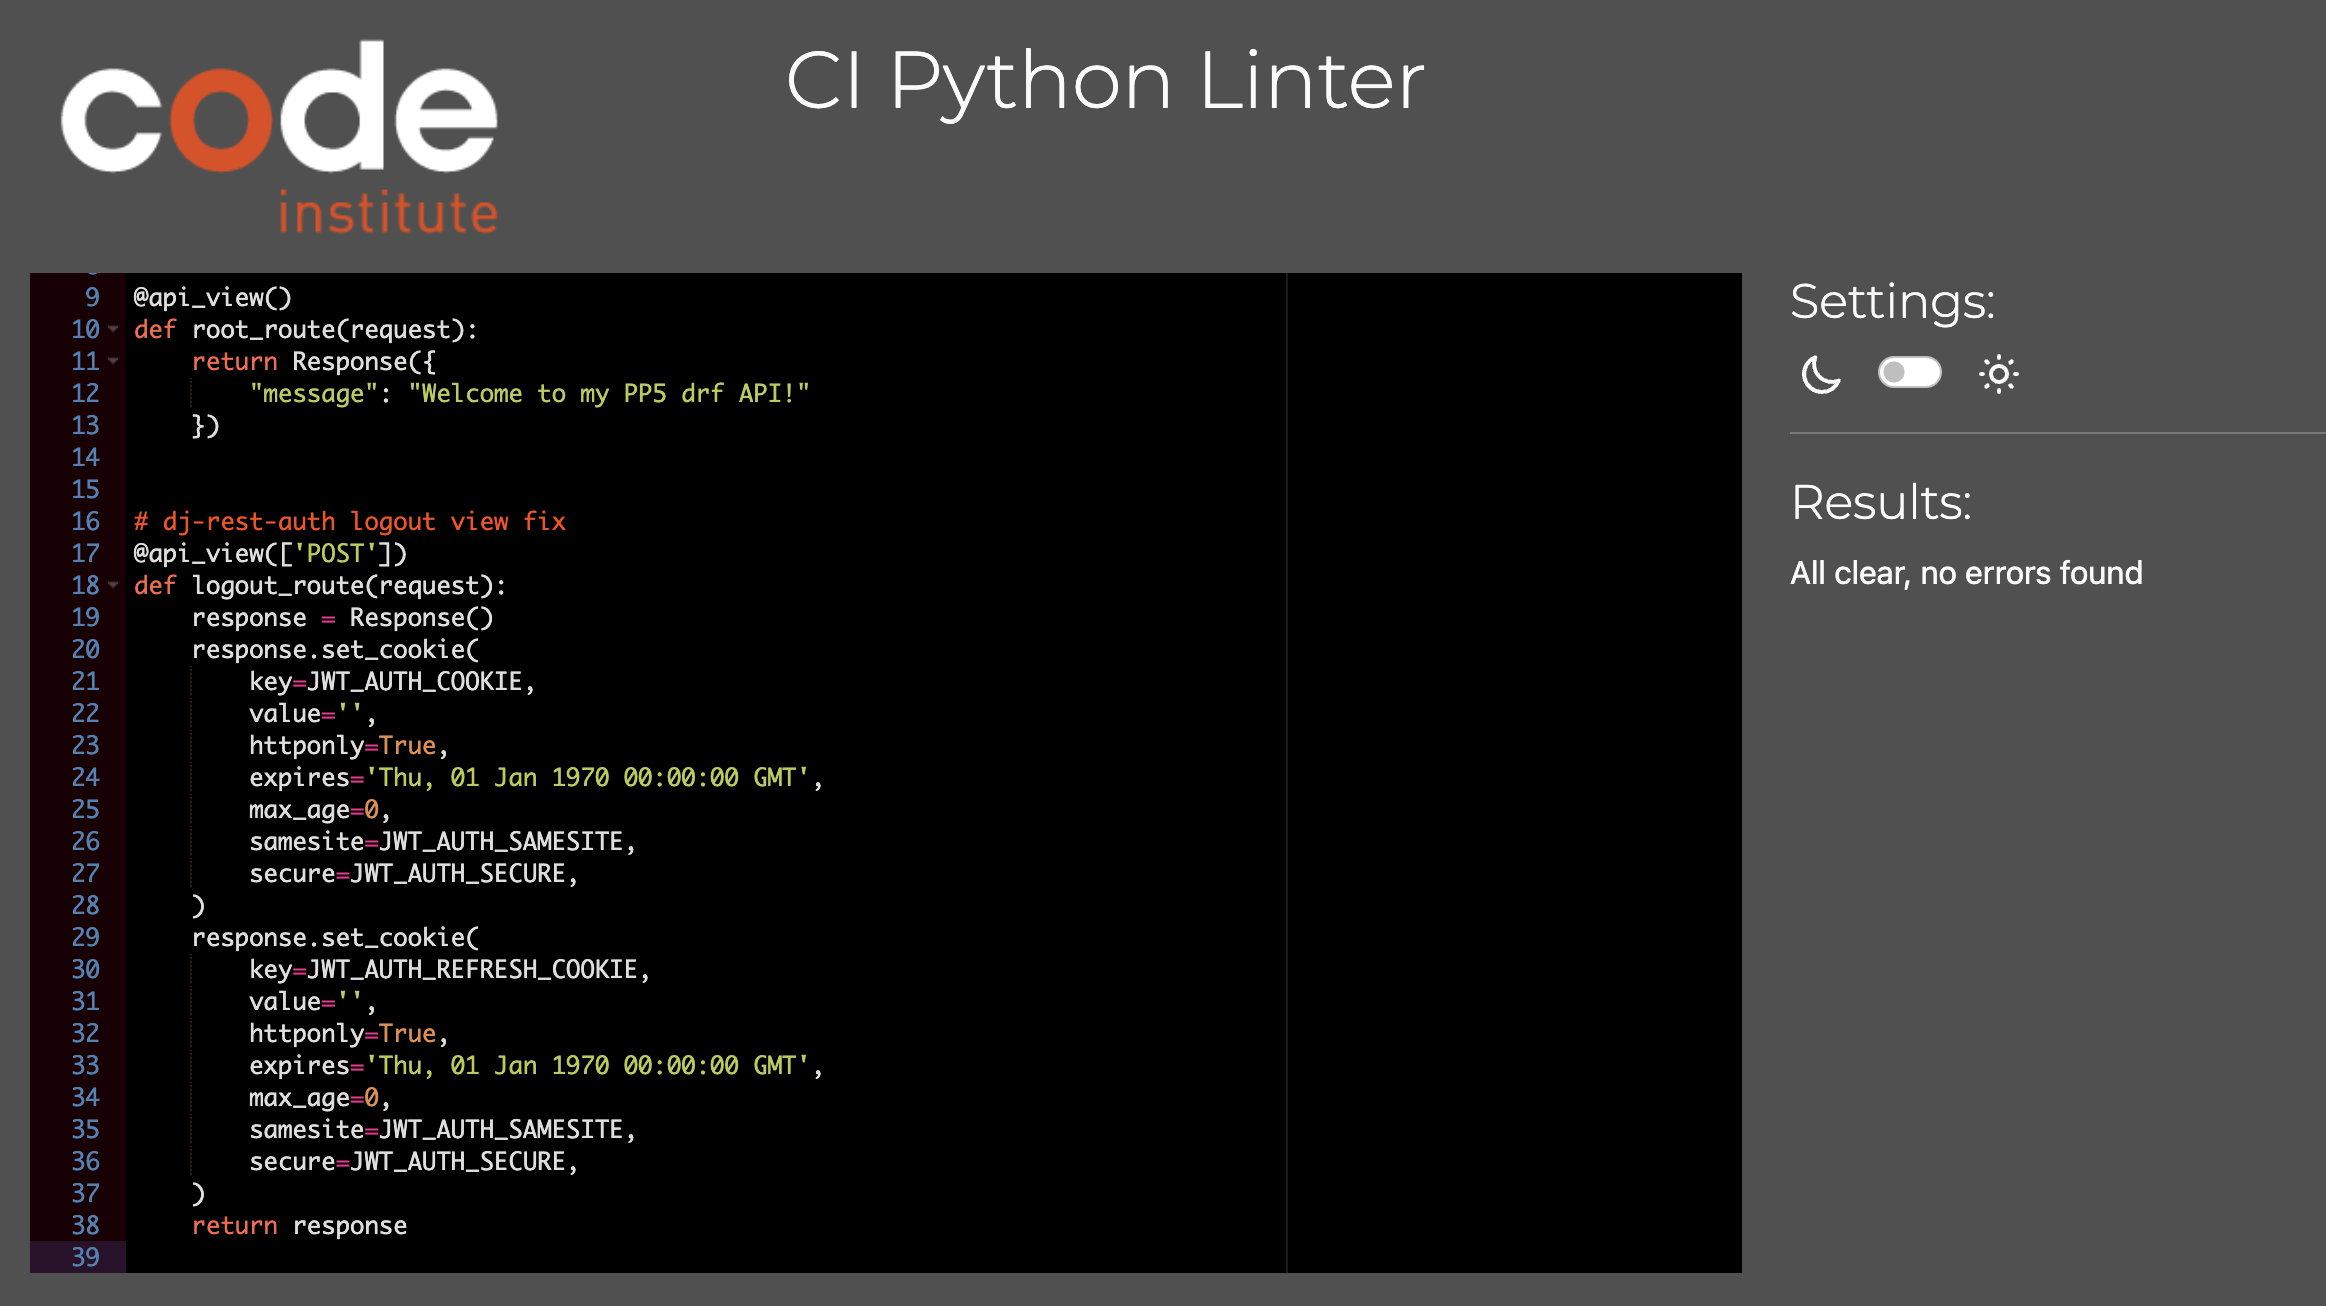 code
institute
CI Python Linter
9 @api_view()
10 def root_route(request):
11     return Response({
12         "message": "Welcome to my PP5 drf API!"
13     })
14
15
16 # dj-rest-auth logout view fix
17 @api_view(['POST'])
18 def logout_route(request):
19     response = Response()
20     response.set_cookie(
21         key=JWT_AUTH_COOKIE,
22         value='',
23         httponly=True,
24         expires='Thu, 01 Jan 1970 00:00:00 GMT',
25         max_age=0,
26         samesite=JWT_AUTH_SAMESITE,
27         secure=JWT_AUTH_SECURE,
28     )
29     response.set_cookie(
30         key=JWT_AUTH_REFRESH_COOKIE,
31         value='',
32         httponly=True,
33         expires='Thu, 01 Jan 1970 00:00:00 GMT',
34         max_age=0,
35         samesite=JWT_AUTH_SAMESITE,
36         secure=JWT_AUTH_SECURE,
37     )
38     return response
39
Settings:
Results:
All clear, no errors found